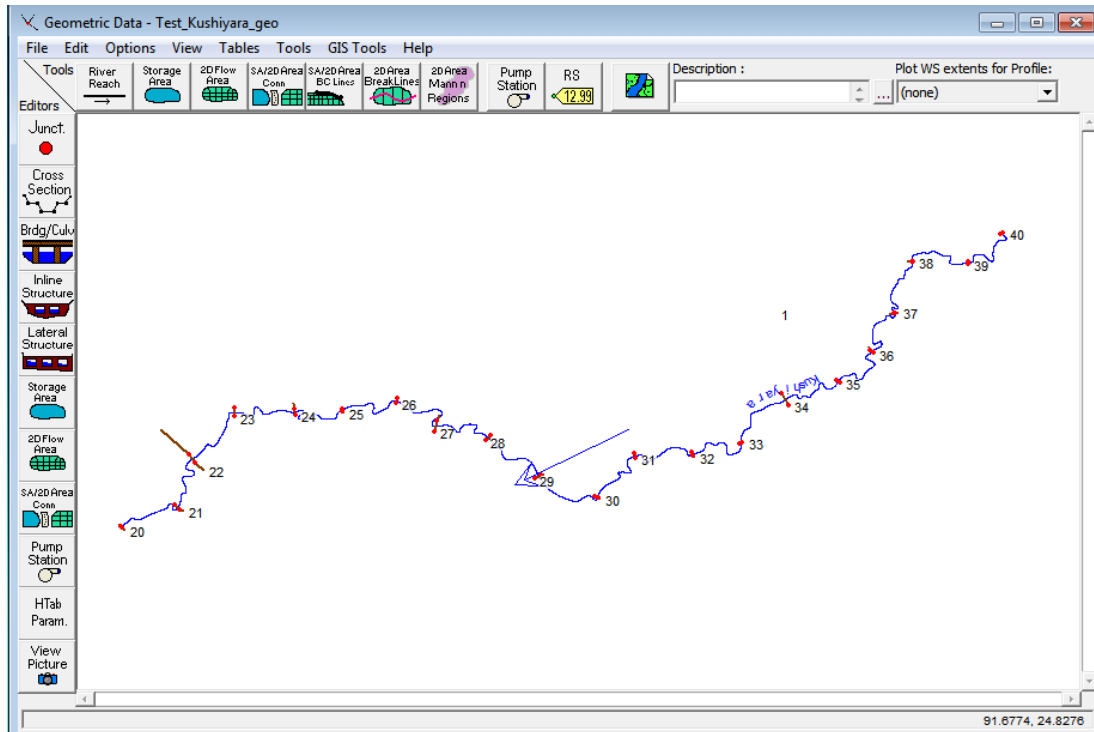 Geometric Data - Test_Kushiyara_geo
File Edit Options View Tables Tools GIS Tools Help
Tools
Editors
River Reach
Storage Area
2D Flow Area
SA/2D Area Conn
SA/2D Area BC Lines
2D Area BreakLines
2D Area Mann n Regions
Pump Station
RS
12.99
Description :
...
Plot WS extents for Profile:
(none)
Junct.
Cross Section
Brdg/Culv
Inline Structure
Lateral Structure
Storage Area
2D Flow Area
SA/2D Area Conn
Pump Station
HTab Param.
View Picture
40
38
39
1
37
36
35
Kushiyara
34
26
23
24
25
27
28
33
22
31
32
29
30
21
20
91.6774, 24.8276